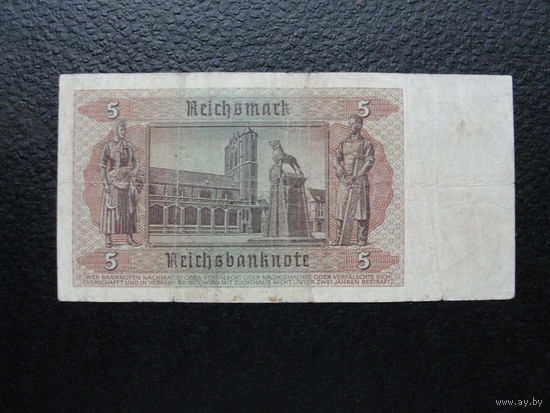 5 Reichsmark 5
5 Reichsbanknote 5
WER BANKNOTEN NACHMACHT ODER VERFÄLSCHT ODER NACHGEMACHTE ODER VERFÄLSCHTE SICH
VERSCHAFFT UND IN VERKEHR BRINGT, WIRD MIT ZUCHTHAUS NICHT UNTER ZWEI JAHREN BESTRAFT
www.ay.by